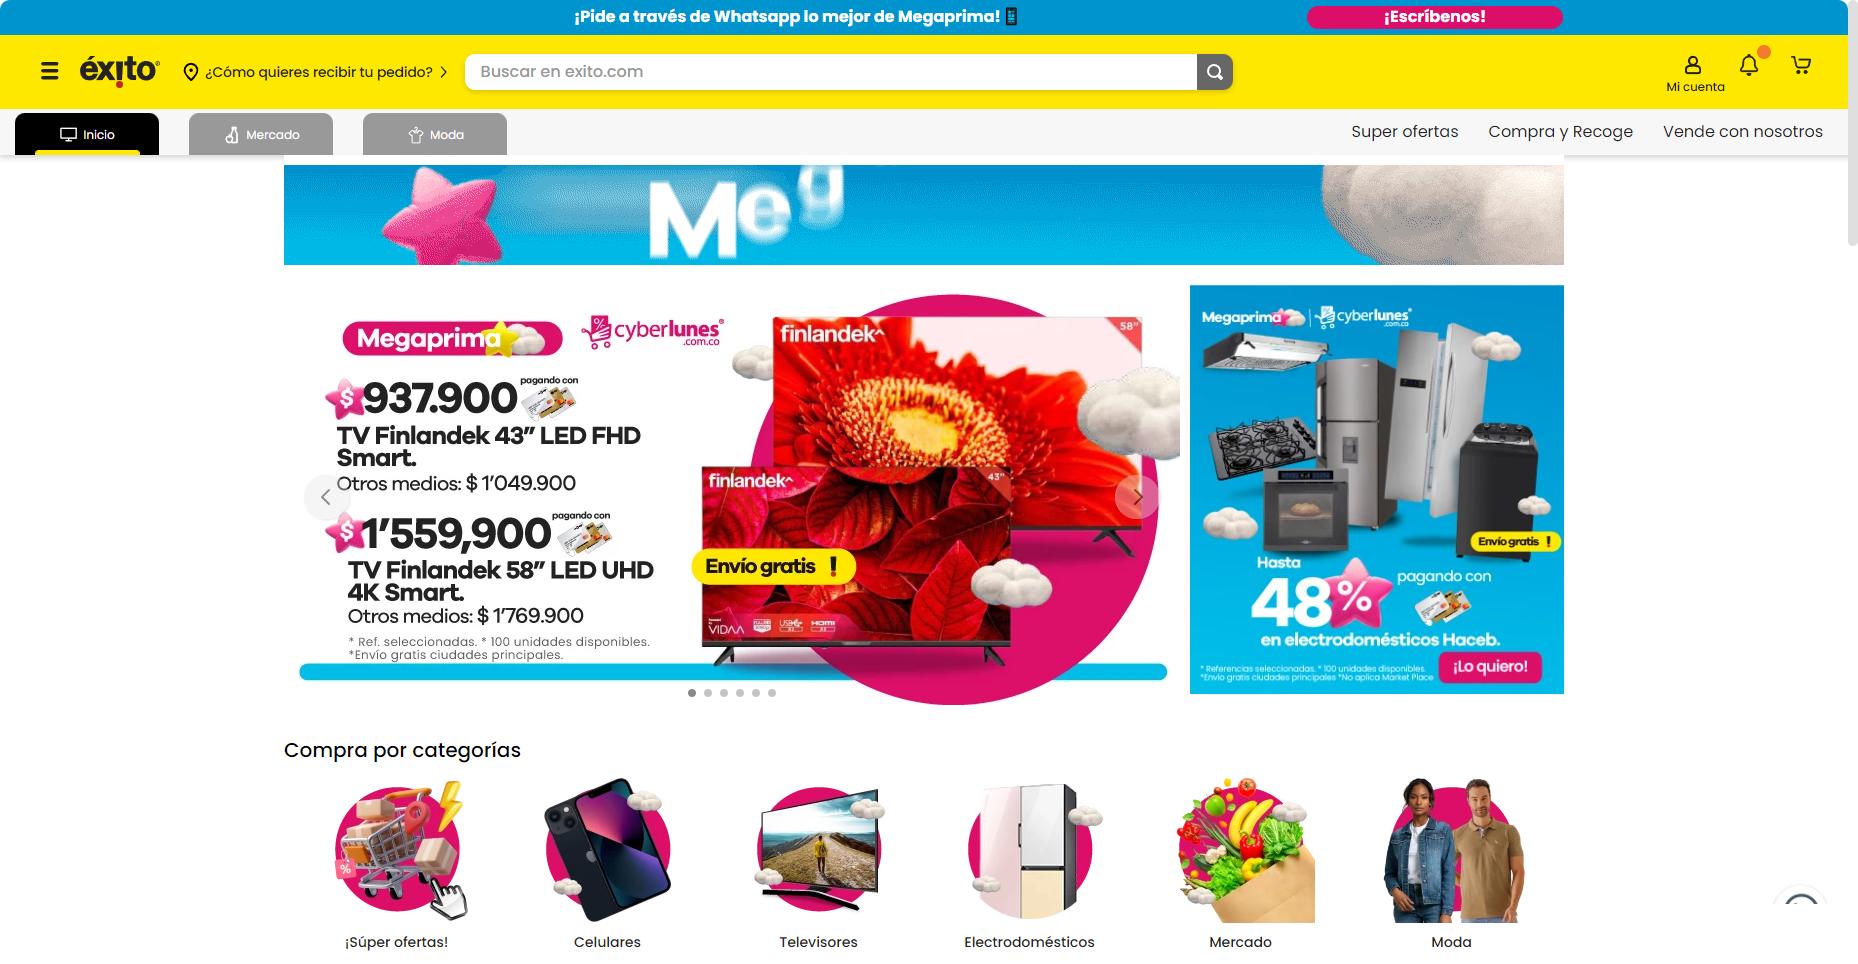 ¡Pide a través de Whatsapp lo mejor de Megaprima!
¡Escríbenos!
éxito
¿Cómo quieres recibir tu pedido?
Buscar en exito.com
Mi cuenta
Inicio
Mercado
Moda
Super ofertas
Compra y Recoge
Vende con nosotros
Meg
Megaprima
cyberlunes®
.com.co
$ 937.900 pagando con
TV Finlandek 43” LED FHD
Smart.
Otros medios: $ 1’049.900
$ 1’559,900 pagando con
TV Finlandek 58” LED UHD
4K Smart.
Otros medios: $ 1’769.900
* Ref. seleccionadas. * 100 unidades disponibles.
*Envío gratis ciudades principales.
finlandek
58”
finlandek
43”
Envío gratis !
VIDAA
HDMI
Megaprima
cyberlunes®
.com.co
Envío gratis !
Hasta
48% pagando con
en electrodomésticos Haceb.
* Referencias seleccionadas. * 100 unidades disponibles.
*Envío gratis ciudades principales *No aplica Market Place
¡Lo quiero!
Compra por categorías
%
¡Súper ofertas!
Celulares
Televisores
Electrodomésticos
Mercado
Moda